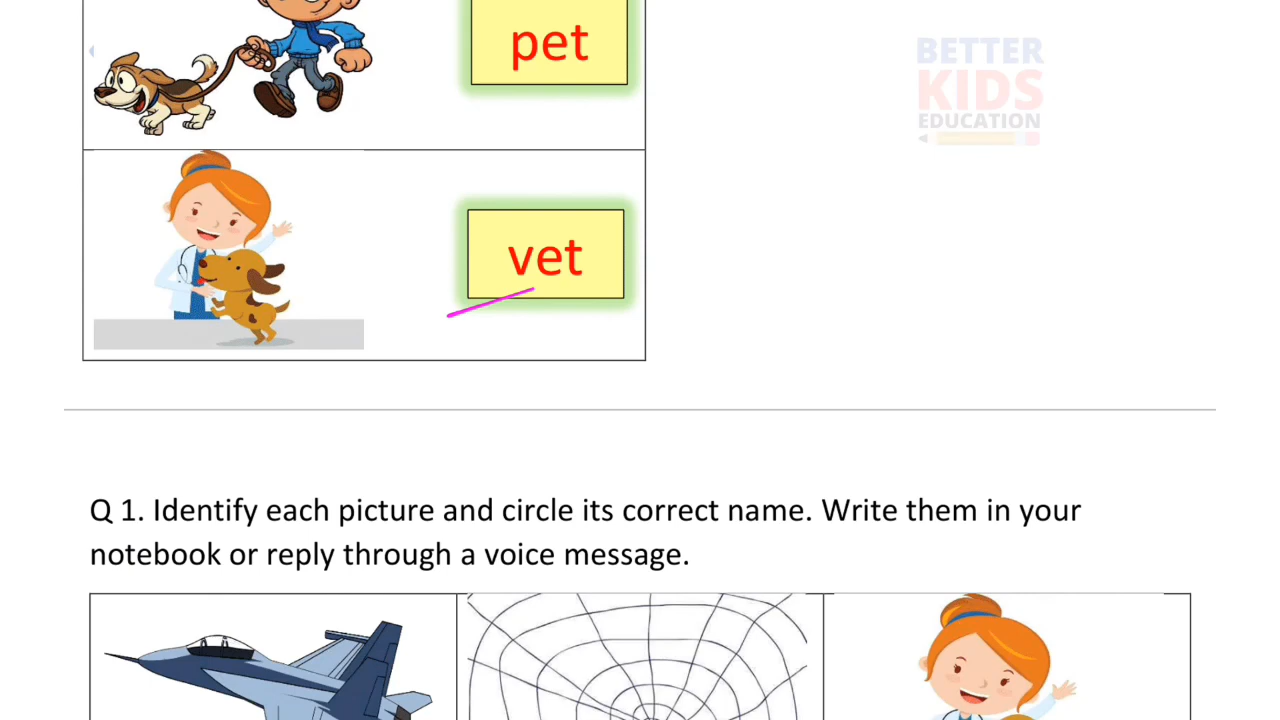 pet
BETTER
KIDS
EDUCATION
vet
Q 1. Identify each picture and circle its correct name. Write them in your
notebook or reply through a voice message.